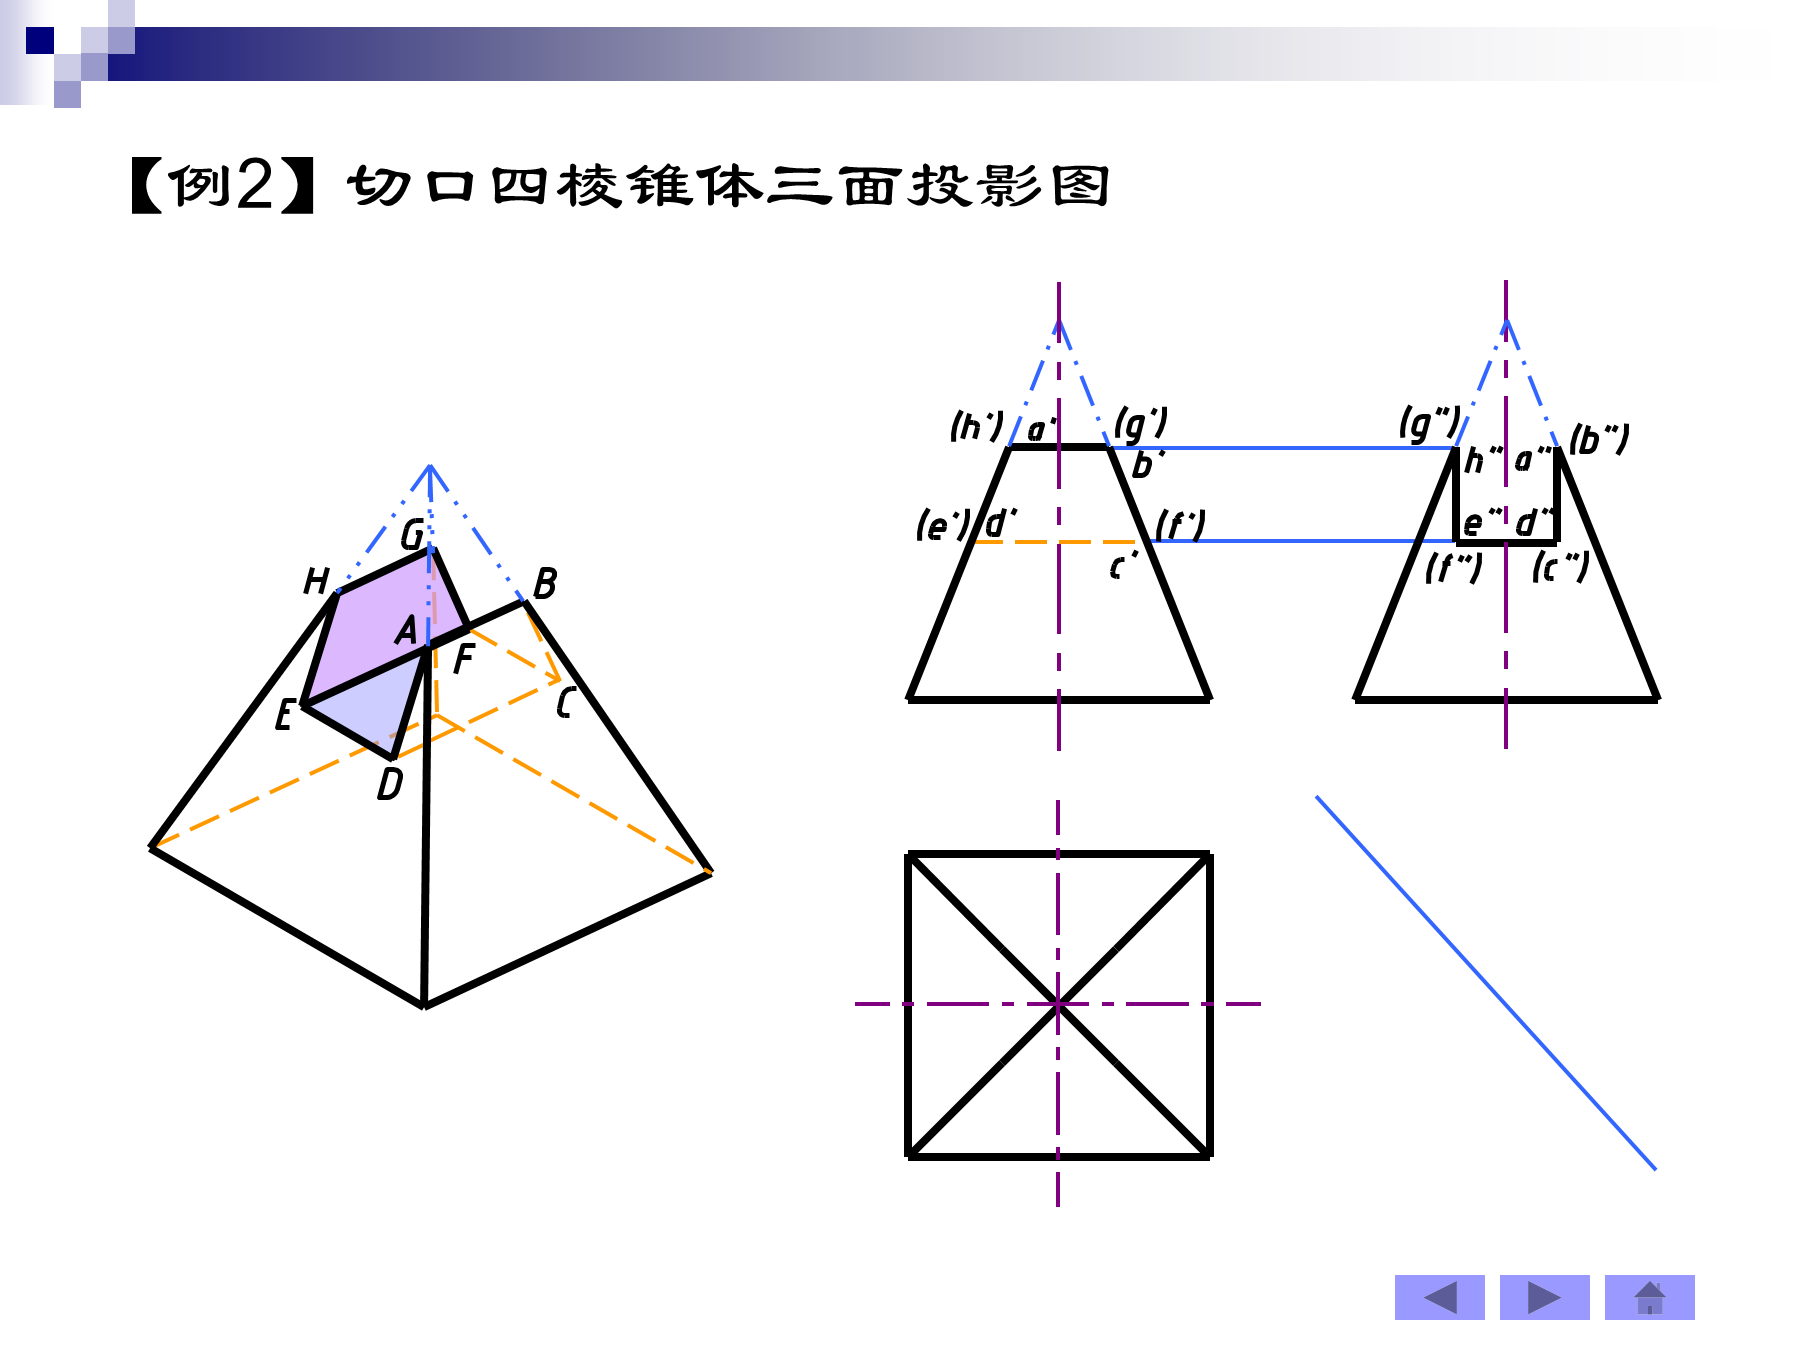 【例2】切口四棱锥体三面投影图
(h') a' (g')
b'
(e') d' (f')
c'
(g") (b")
h" a"
e" d"
(f") (c")
G
H B
A
F
E C
D